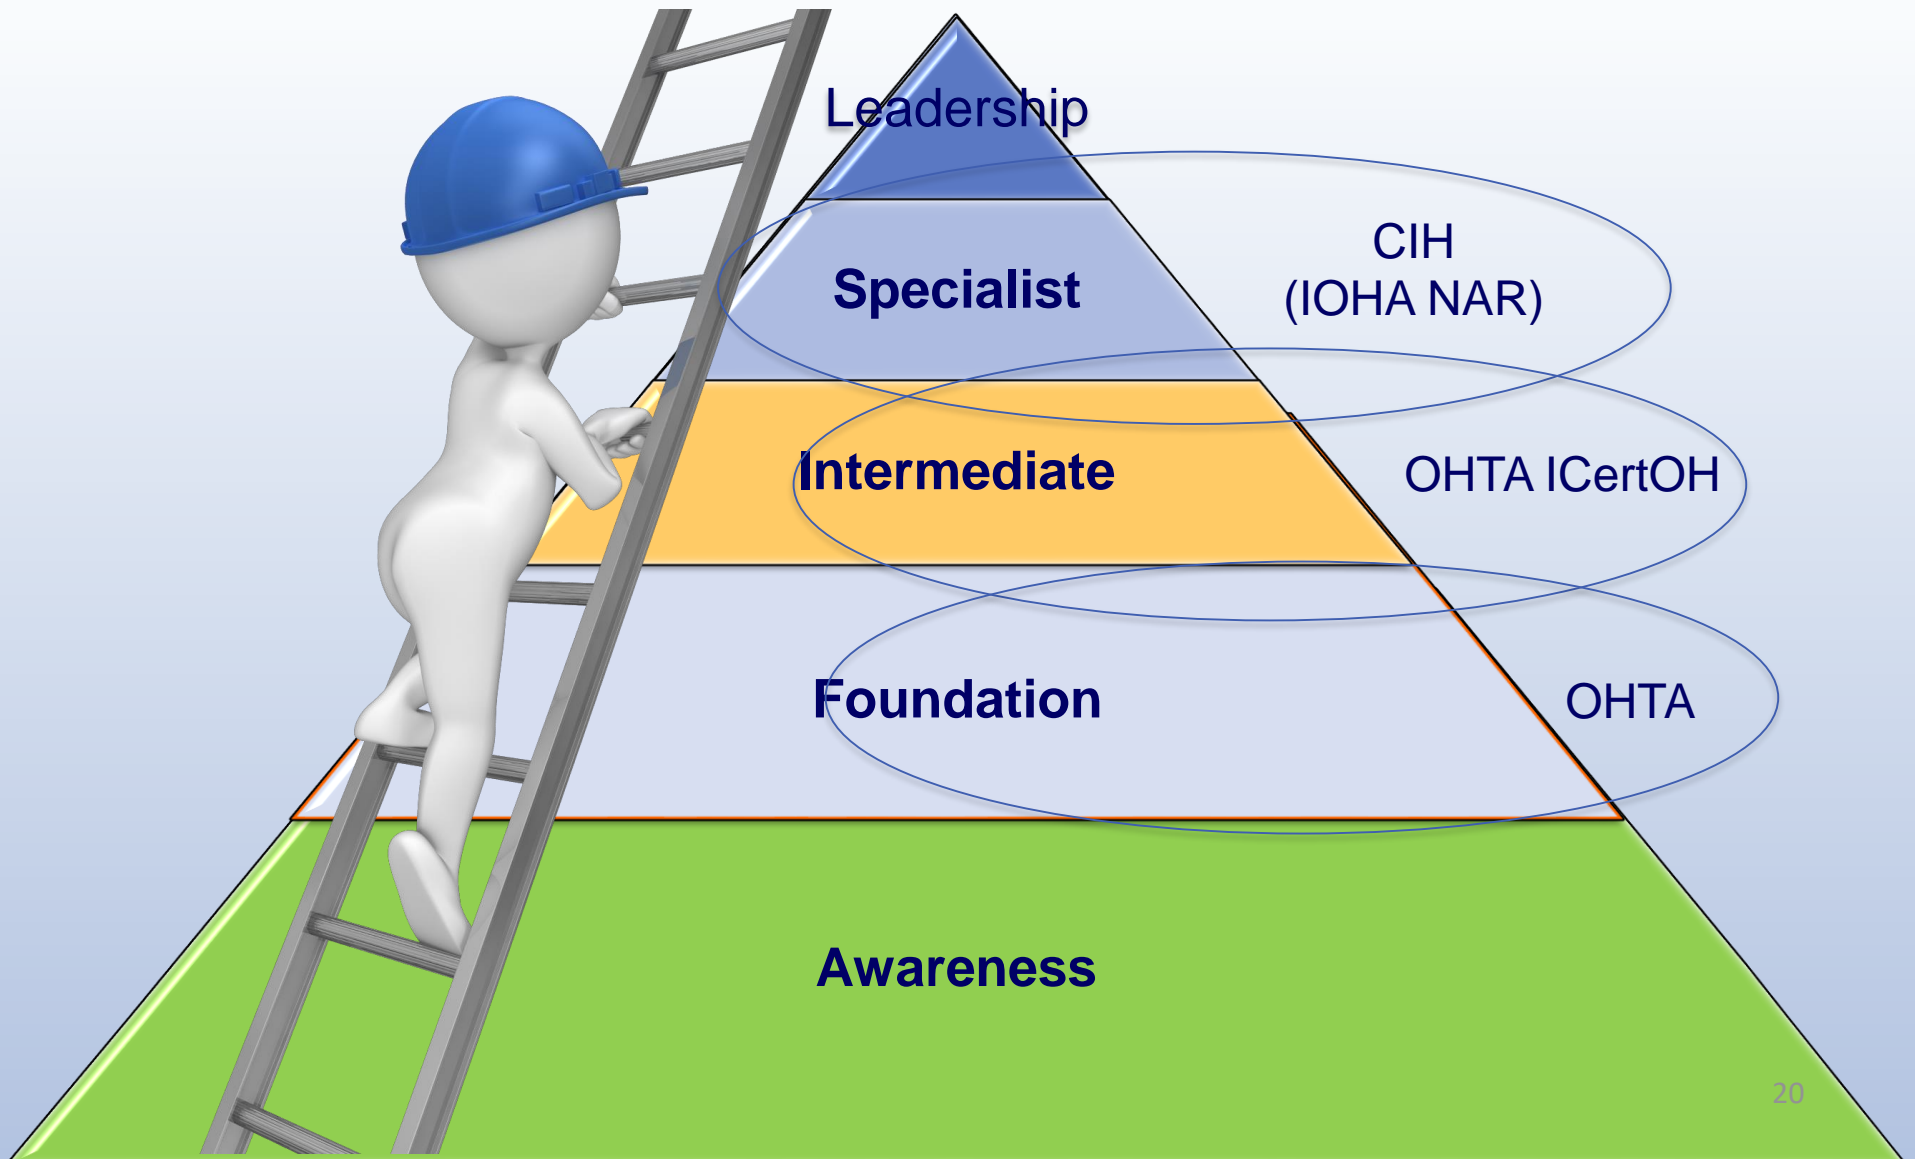 Leadership
Specialist
CIH
(IOHA NAR)
Intermediate
OHTA ICertOH
Foundation
OHTA
Awareness
20